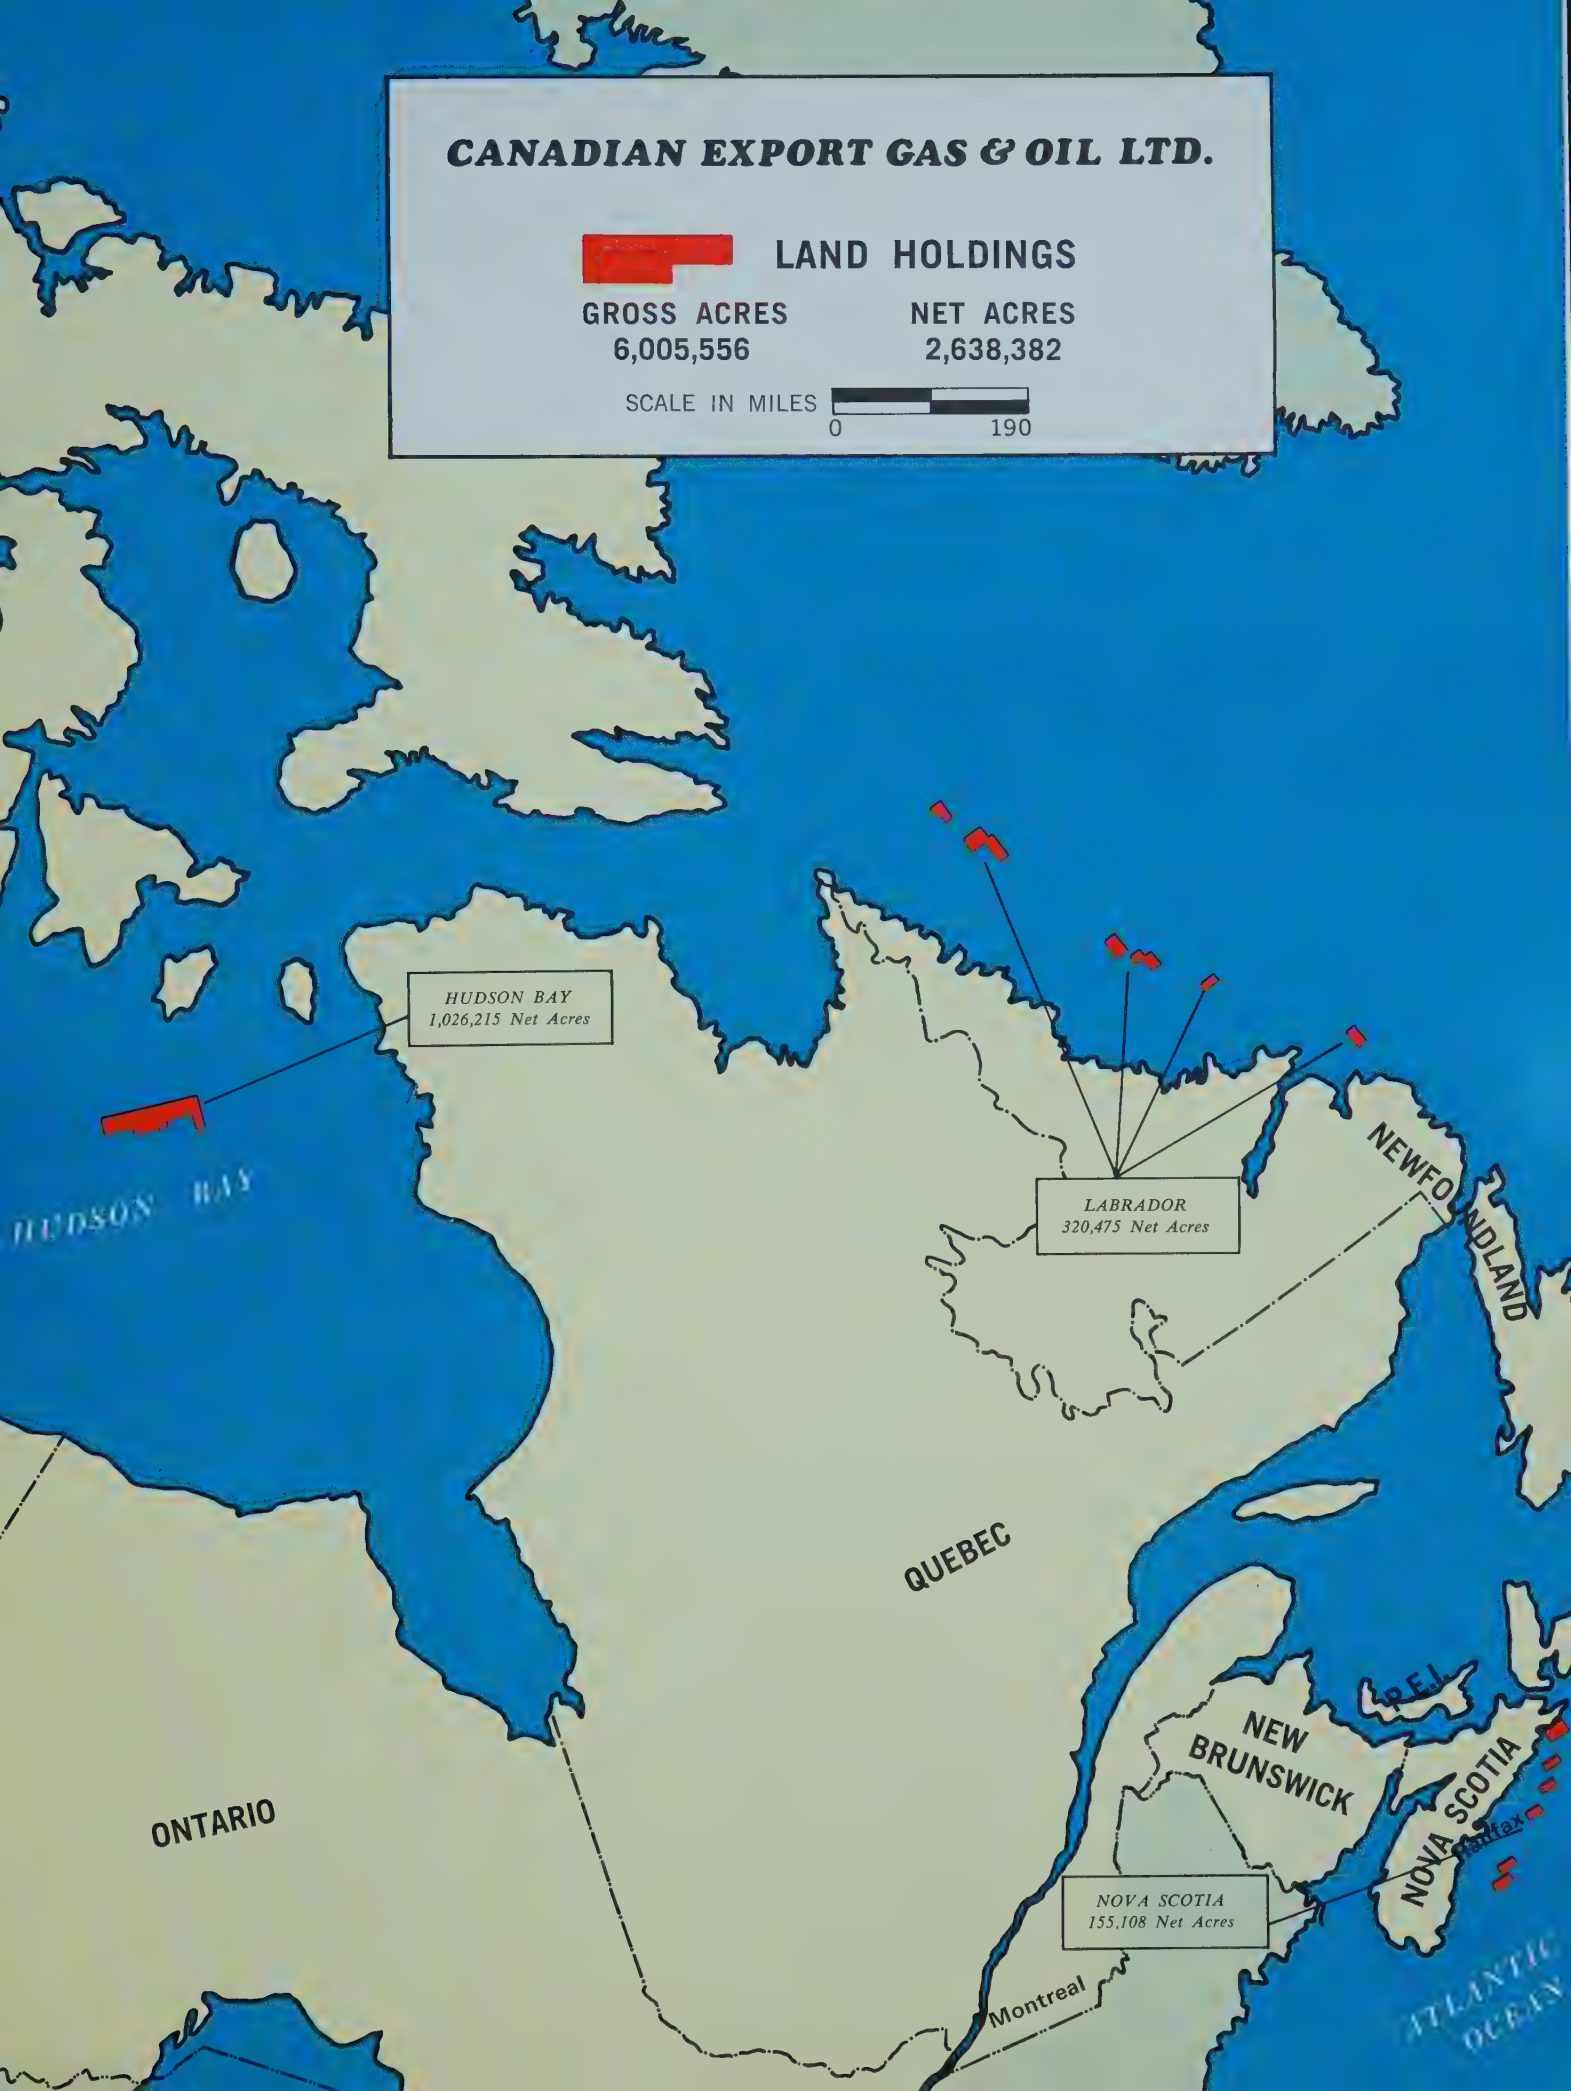 CANADIAN EXPORT GAS & OIL LTD.
LAND HOLDINGS
GROSS ACRES
6,005,556
NET ACRES
2,638,382
SCALE IN MILES
0 190
HUDSON BAY
1,026,215 Net Acres
HUDSON BAY
NEWFO NDLAND
LABRADOR
320,475 Net Acres
QUEBEC
P.E.I.
NEW
BRUNSWICK
NOVA SCOTIA
Halifax
ONTARIO
NOVA SCOTIA
155,108 Net Acres
Montreal
ATLANTIC
OCEAN